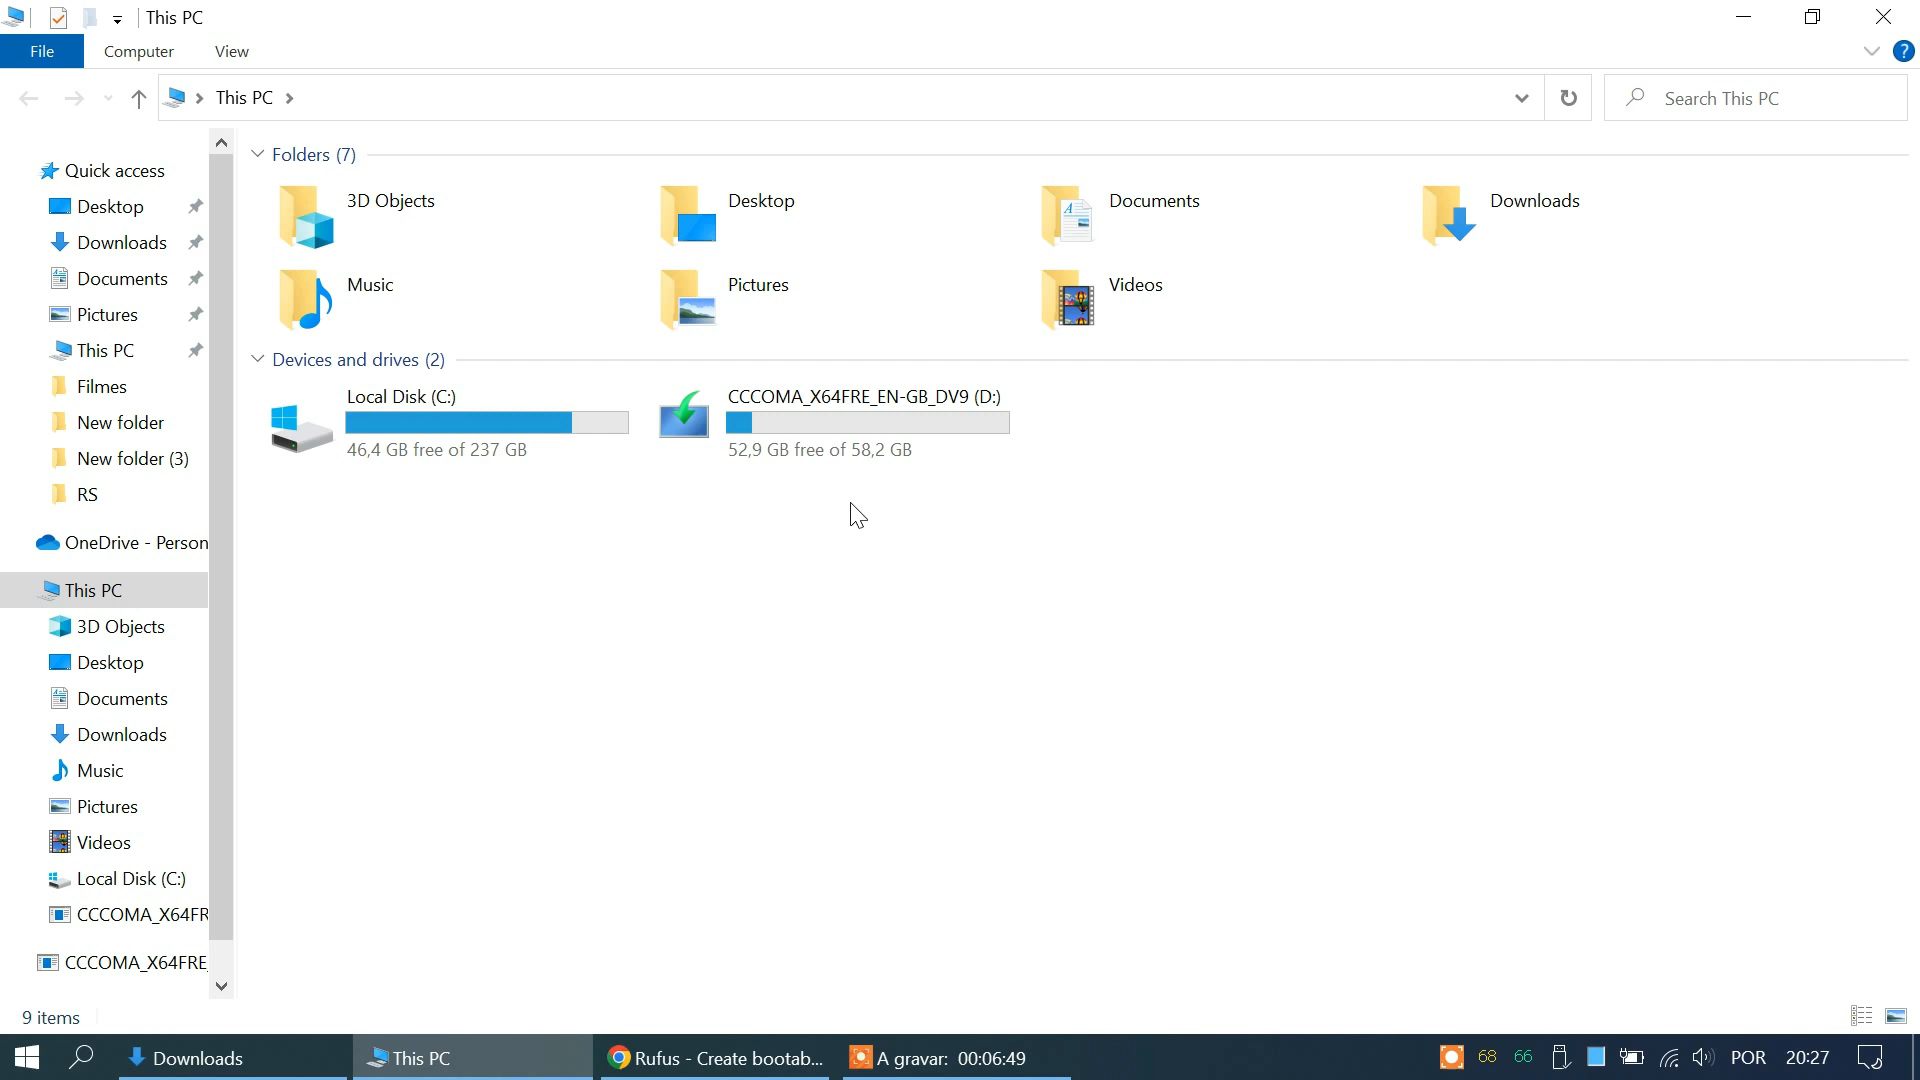 This PC
File Computer View ?
This PC
Search This PC
Quick access
Desktop
Downloads
Documents
Pictures
This PC
Filmes
New folder
New folder (3)
RS
OneDrive - Person
This PC
3D Objects
Desktop
Documents
Downloads
Music
Pictures
Videos
Local Disk (C:)
CCCOMA_X64FR
CCCOMA_X64FRE_
Folders (7)
3D Objects
Desktop
Documents
Downloads
Music
Pictures
Videos
Devices and drives (2)
Local Disk (C:)
46,4 GB free of 237 GB
CCCOMA_X64FRE_EN-GB_DV9 (D:)
52,9 GB free of 58,2 GB
9 items
Downloads
This PC
Rufus - Create bootab...
A gravar: 00:06:49
68 66
POR 20:27